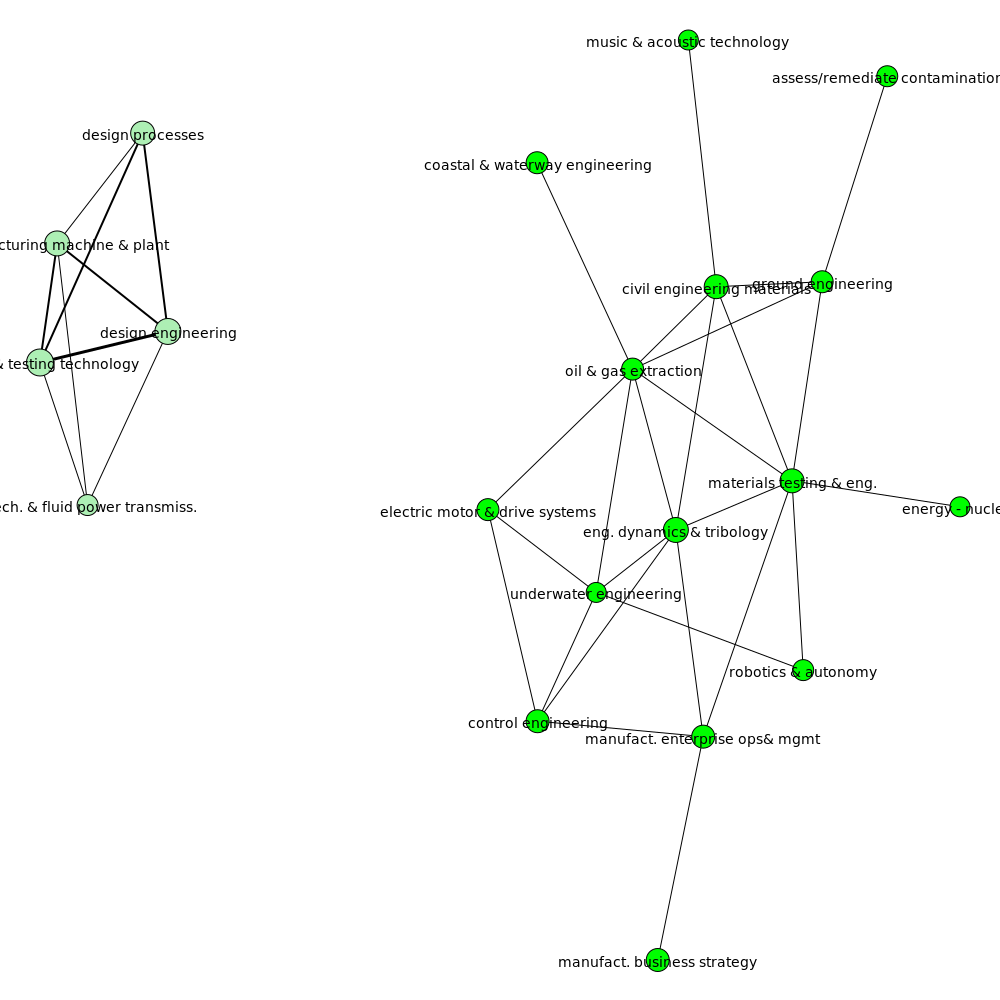 music & acoustic technology
assess/remediate contamination
design processes
coastal & waterway engineering
cturing machine & plant
civil engineering materials
ground engineering
design engineering
& testing technology
oil & gas extraction
materials testing & eng.
ech. & fluid power transmiss.
electric motor & drive systems
energy - nucle
eng. dynamics & tribology
underwater engineering
robotics & autonomy
control engineering
manufact. enterprise ops& mgmt
manufact. business strategy